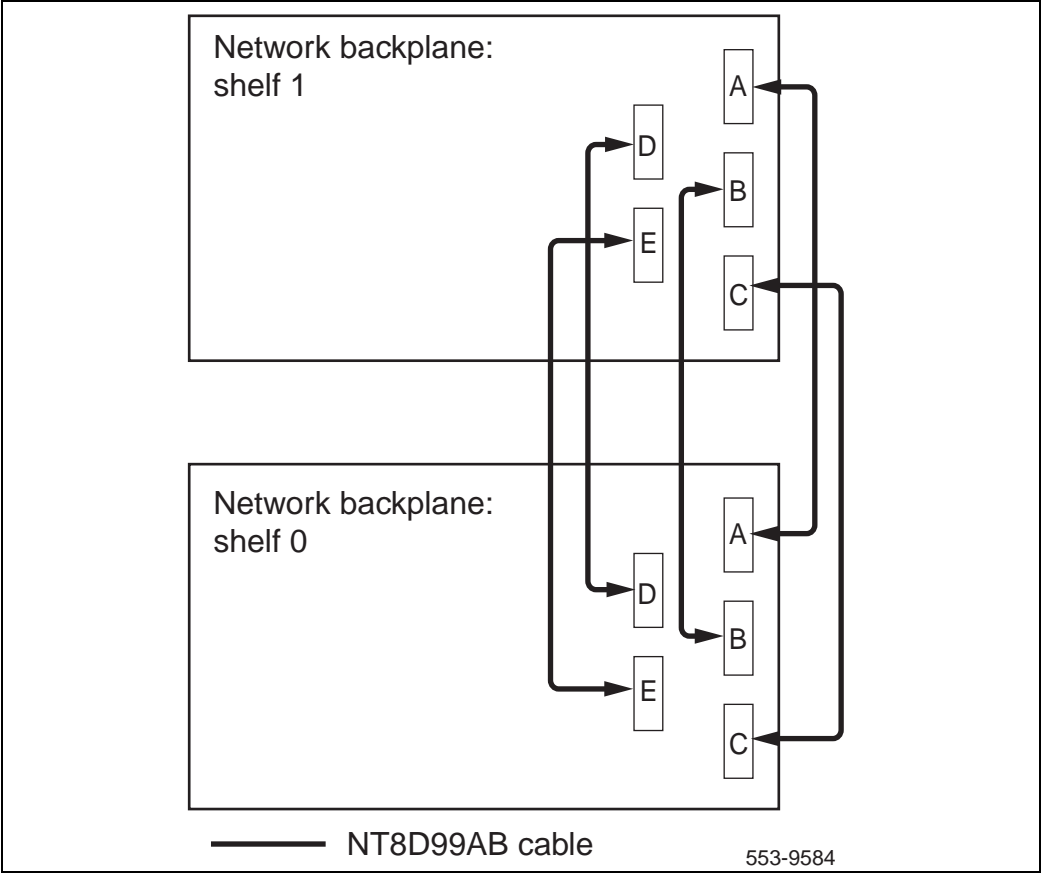 Network backplane:
shelf 1
A
D
B
E
C
Network backplane:
shelf 0
A
D
B
E
C
NT8D99AB cable
553-9584